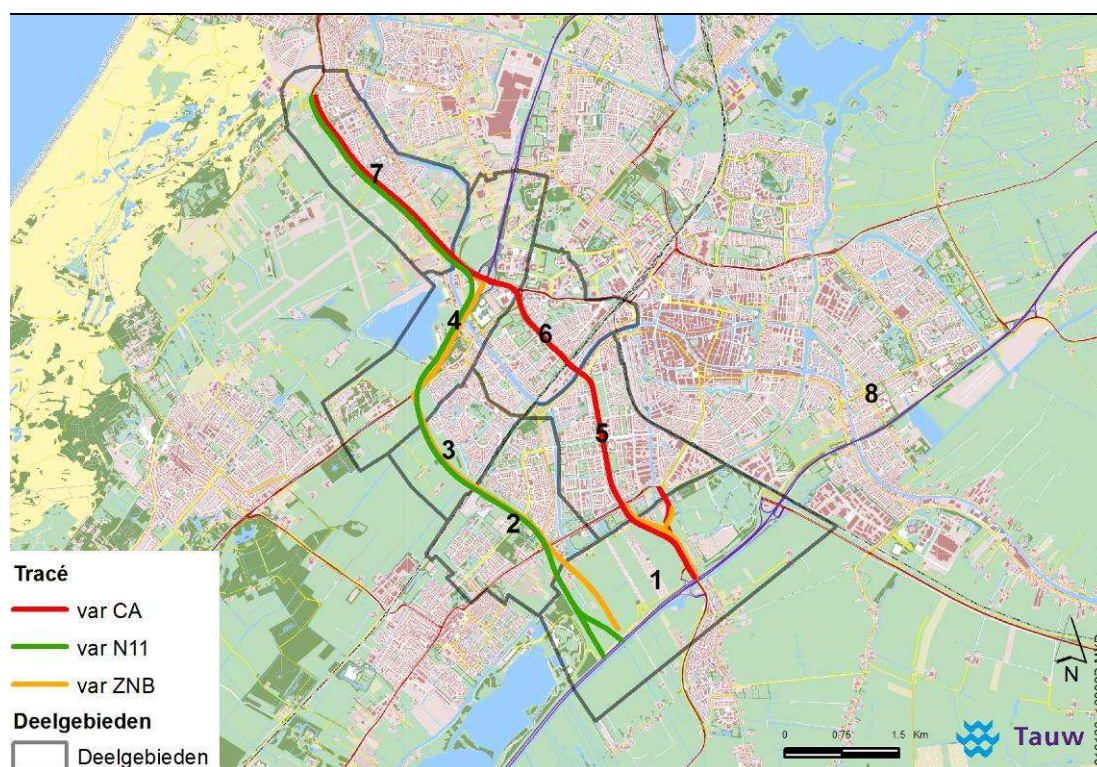 7
4
6
8
5
3
2
1
Tracé
var CA
var N11
var ZNB
Deelgebieden
Deelgebieden
N
0 0.75 1.5 Km
Tauw